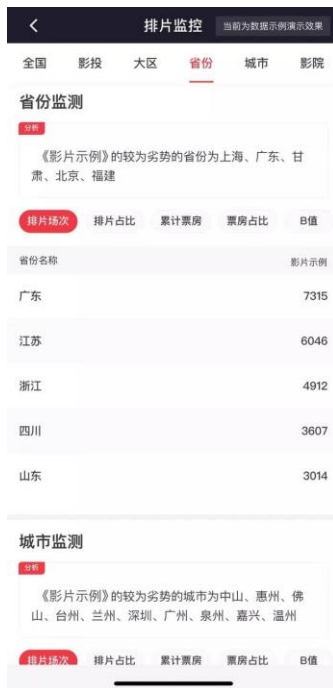 排片监控 当前为数据示例演示效果
全国 影投 大区 省份 城市 影院
省份监测
分析
《影片示例》的较为劣势的省份为上海、广东、甘
肃、北京、福建
排片场次 排片占比 累计票房 票房占比 B值
省份名称 影片示例
广东 7315
江苏 6046
浙江 4912
四川 3607
山东 3014
城市监测
分析
《影片示例》的较为劣势的城市为中山、惠州、佛
山、台州、兰州、深圳、广州、泉州、嘉兴、温州
排片场次 排片占比 累计票房 票房占比 B值